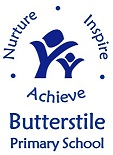 Nurture • Inspire • Achieve •
Butterstile
Primary School